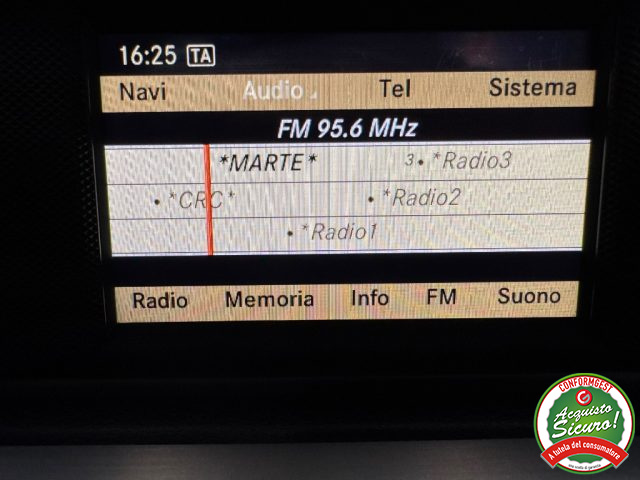 16:25 TA
Navi Audio Tel Sistema
FM 95.6 MHz
*MARTE* 3 • *Radio3
• *CRC* • *Radio2
• *Radio1
Radio Memoria Info FM Suono
CONFORMGEST
Acquisto
Sicuro!
A tutela del consumatore